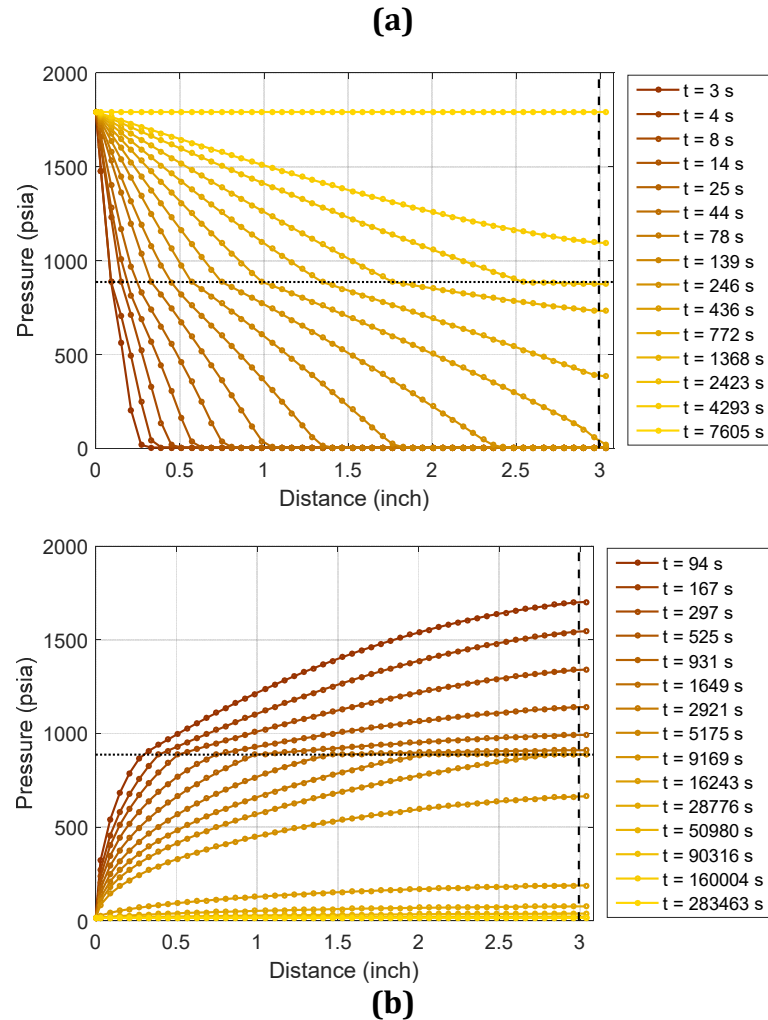 (a)
2000
1500
1000
500
0
Pressure (psia)
0 0.5 1 1.5 2 2.5 3
Distance (inch)
t = 3 s
t = 4 s
t = 8 s
t = 14 s
t = 25 s
t = 44 s
t = 78 s
t = 139 s
t = 246 s
t = 436 s
t = 772 s
t = 1368 s
t = 2423 s
t = 4293 s
t = 7605 s
2000
1500
1000
500
0
Pressure (psia)
0 0.5 1 1.5 2 2.5 3
Distance (inch)
t = 94 s
t = 167 s
t = 297 s
t = 525 s
t = 931 s
t = 1649 s
t = 2921 s
t = 5175 s
t = 9169 s
t = 16243 s
t = 28776 s
t = 50980 s
t = 90316 s
t = 160004 s
t = 283463 s
(b)